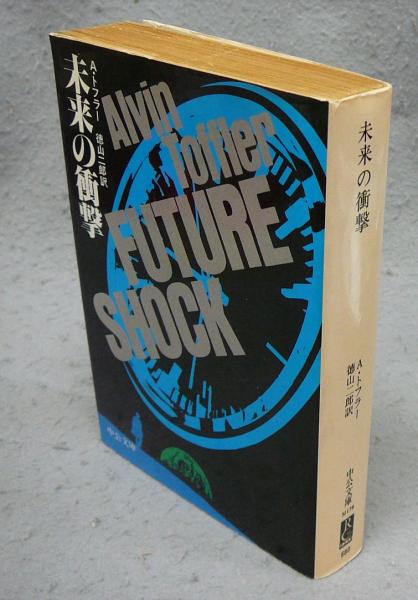 A・トフラー
徳山二郎訳
未来の衝撃
Alvin
Toffler
FUTURE
SHOCK
中公文庫
未来の衝撃
A・トフラー
徳山二郎訳
中公文庫
M178